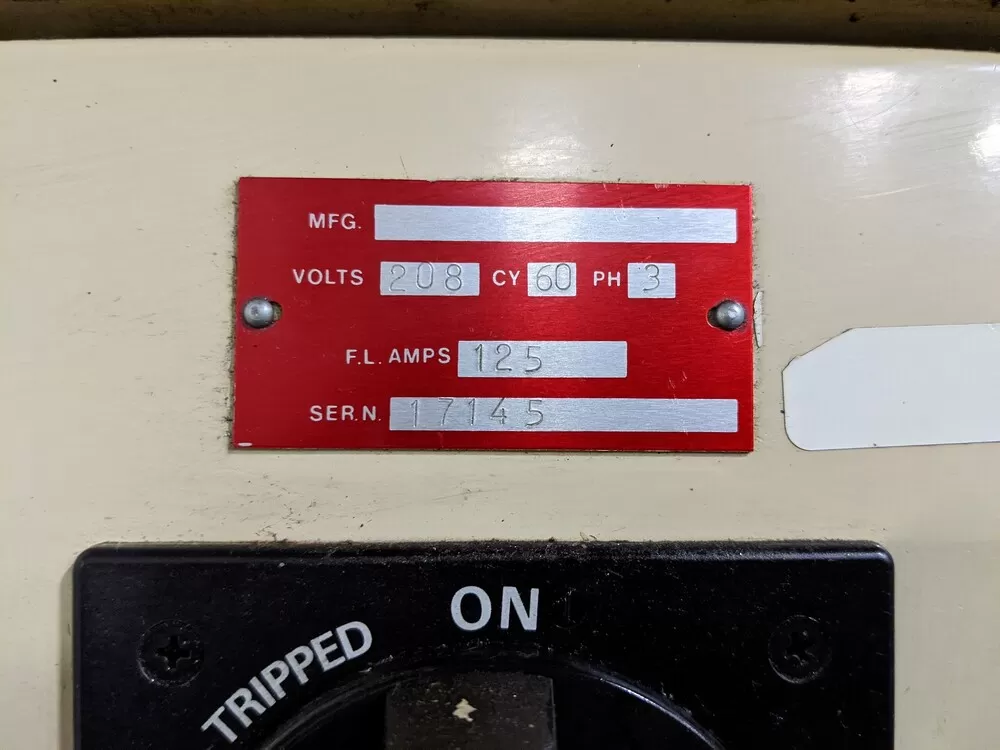 MFG.
VOLTS 208 CY 60 PH 3
F.L. AMPS 125
SER.N. 17145
ON
TRIPPED